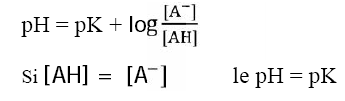 pH = pK + log [A⁻]/[AH]
Si [AH] = [A⁻] le pH = pK